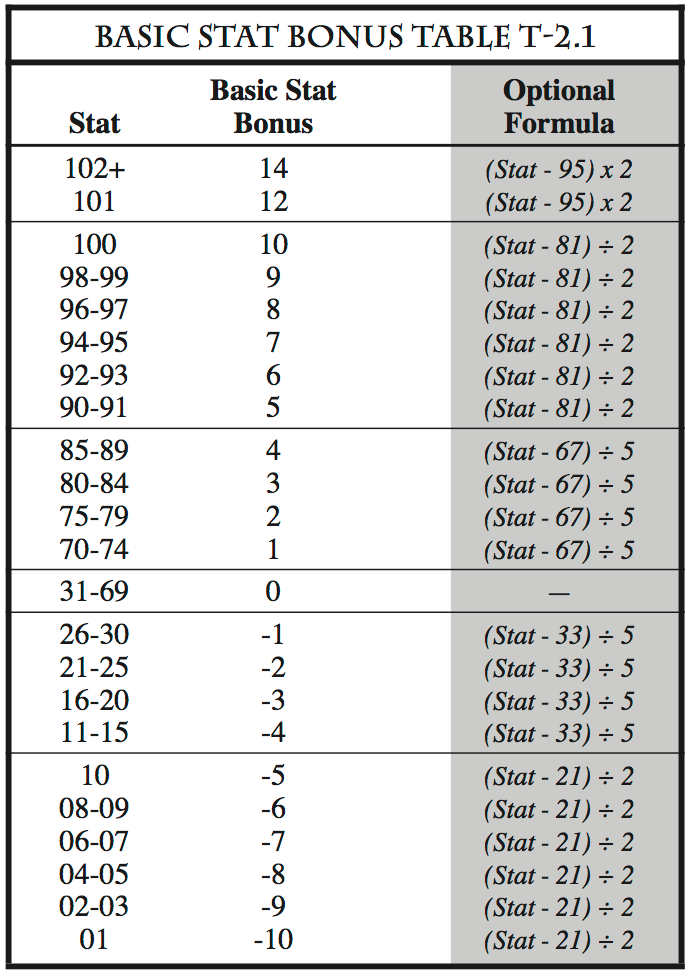 BASIC STAT BONUS TABLE T-2.1
Stat Basic Stat Bonus Optional Formula
102+ 14 (Stat - 95) x 2
101 12 (Stat - 95) x 2
100 10 (Stat - 81) ÷ 2
98-99 9 (Stat - 81) ÷ 2
96-97 8 (Stat - 81) ÷ 2
94-95 7 (Stat - 81) ÷ 2
92-93 6 (Stat - 81) ÷ 2
90-91 5 (Stat - 81) ÷ 2
85-89 4 (Stat - 67) ÷ 5
80-84 3 (Stat - 67) ÷ 5
75-79 2 (Stat - 67) ÷ 5
70-74 1 (Stat - 67) ÷ 5
31-69 0 —
26-30 -1 (Stat - 33) ÷ 5
21-25 -2 (Stat - 33) ÷ 5
16-20 -3 (Stat - 33) ÷ 5
11-15 -4 (Stat - 33) ÷ 5
10 -5 (Stat - 21) ÷ 2
08-09 -6 (Stat - 21) ÷ 2
06-07 -7 (Stat - 21) ÷ 2
04-05 -8 (Stat - 21) ÷ 2
02-03 -9 (Stat - 21) ÷ 2
01 -10 (Stat - 21) ÷ 2